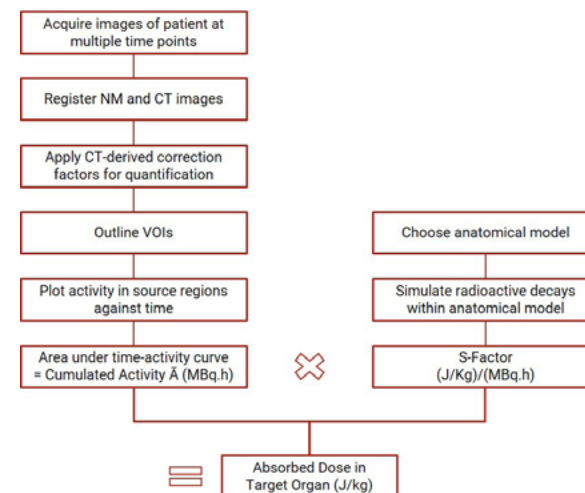 Acquire images of patient at
multiple time points
Register NM and CT images
Apply CT-derived correction
factors for quantification
Outline VOIs
Plot activity in source regions
against time
Area under time-activity curve
= Cumulated Activity Ã (MBq.h)
Choose anatomical model
Simulate radioactive decays
within anatomical model
S-Factor
(J/Kg)/(MBq.h)
Absorbed Dose in
Target Organ (J/kg)